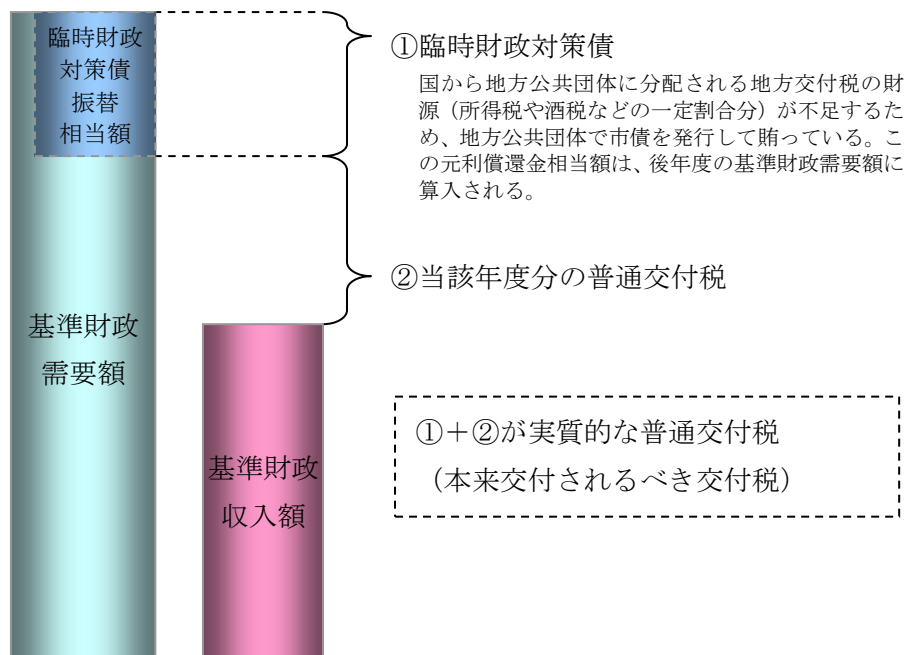 臨時財政
対策債
振替
相当額
①臨時財政対策債
国から地方公共団体に分配される地方交付税の財
源（所得税や酒税などの一定割合分）が不足するた
め、地方公共団体で市債を発行して賄っている。こ
の元利償還金相当額は、後年度の基準財政需要額に
算入される。
②当該年度分の普通交付税
基準財政
需要額
基準財政
収入額
①＋②が実質的な普通交付税
（本来交付されるべき交付税）